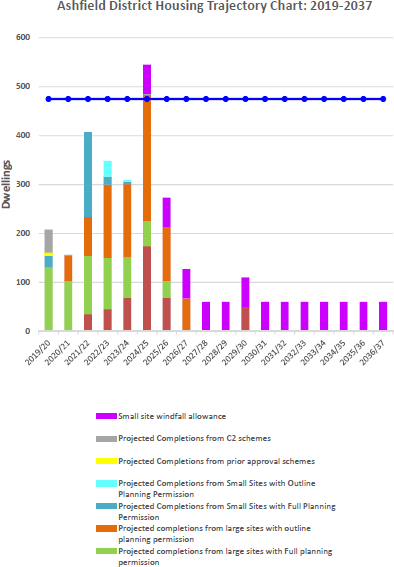 Ashfield District Housing Trajectory Chart: 2019-2037
600
500
400
300
200
100
0
Dwellings
2019/20
2020/21
2021/22
2022/23
2023/24
2024/25
2025/26
2026/27
2027/28
2028/29
2029/30
2030/31
2031/32
2032/33
2033/34
2034/35
2035/36
2036/37
Small site windfall allowance
Projected Completions from C2 schemes
Projected Completions from prior approval schemes
Projected Completions from Small Sites with Outline
Planning Permission
Projected Completions from Small Sites with Full Planning
Permission
Projected completions from large sites with outline
planning permission
Projected completions from large sites with Full planning
permission